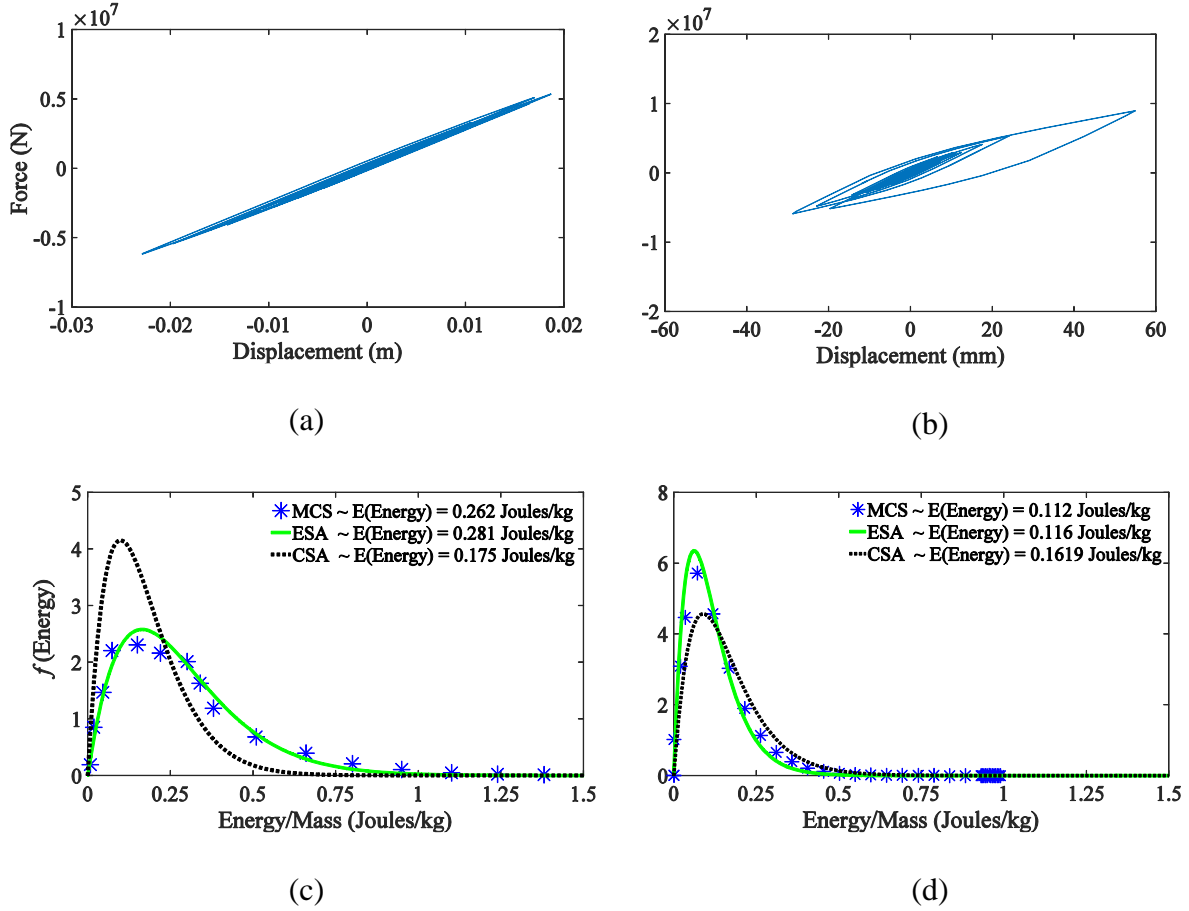 ×10⁷
1
0.5
0
-0.5
-1
Force (N)
-0.03 -0.02 -0.01 0 0.01 0.02
Displacement (m)
(a)
×10⁷
2
1
0
-1
-2
-60 -40 -20 0 20 40 60
Displacement (mm)
(b)
5
4
3
2
1
0
f (Energy)
MCS ~ E(Energy) = 0.262 Joules/kg
ESA ~ E(Energy) = 0.281 Joules/kg
CSA ~ E(Energy) = 0.175 Joules/kg
0 0.25 0.5 0.75 1 1.25 1.5
Energy/Mass (Joules/kg)
(c)
8
6
4
2
0
MCS ~ E(Energy) = 0.112 Joules/kg
ESA ~ E(Energy) = 0.116 Joules/kg
CSA ~ E(Energy) = 0.1619 Joules/kg
0 0.25 0.5 0.75 1 1.25 1.5
Energy/Mass (Joules/kg)
(d)